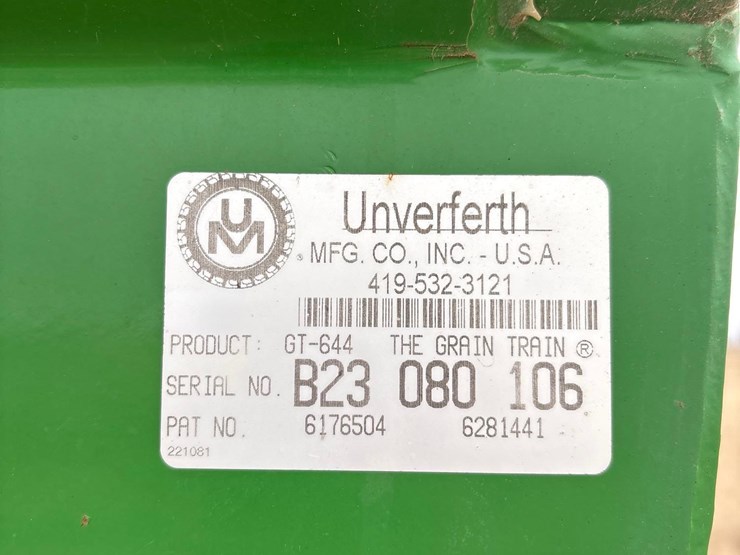 UM
Unverferth
® MFG. CO., INC. - U.S.A.
419-532-3121
PRODUCT: GT-644 THE GRAIN TRAIN ®
SERIAL NO. B23 080 106
PAT NO. 6176504 6281441
221081